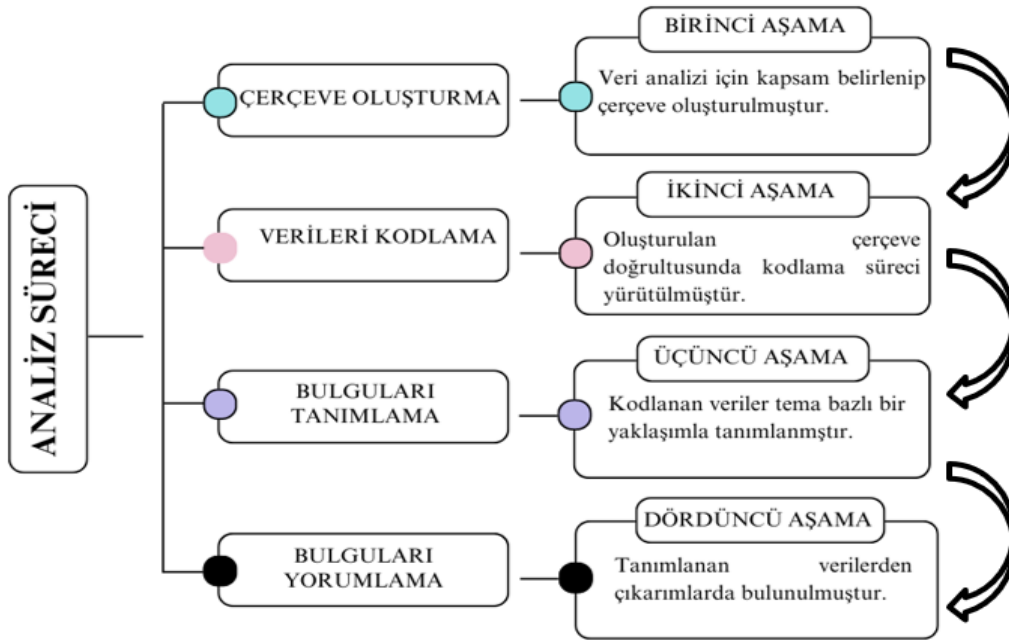 ANALİZ SÜRECİ
ÇERÇEVE OLUŞTURMA
BİRİNCİ AŞAMA
Veri analizi için kapsam belirlenip
çerçeve oluşturulmuştur.
VERİLERİ KODLAMA
İKİNCİ AŞAMA
Oluşturulan çerçeve
doğrultusunda kodlama süreci
yürütülmüştür.
BULGULARI
TANIMLAMA
ÜÇÜNCÜ AŞAMA
Kodlanan veriler tema bazlı bir
yaklaşımla tanımlanmştır.
BULGULARI
YORUMLAMA
DÖRDÜNCÜ AŞAMA
Tanımlanan verilerden
çıkarımlarda bulunulmuştur.